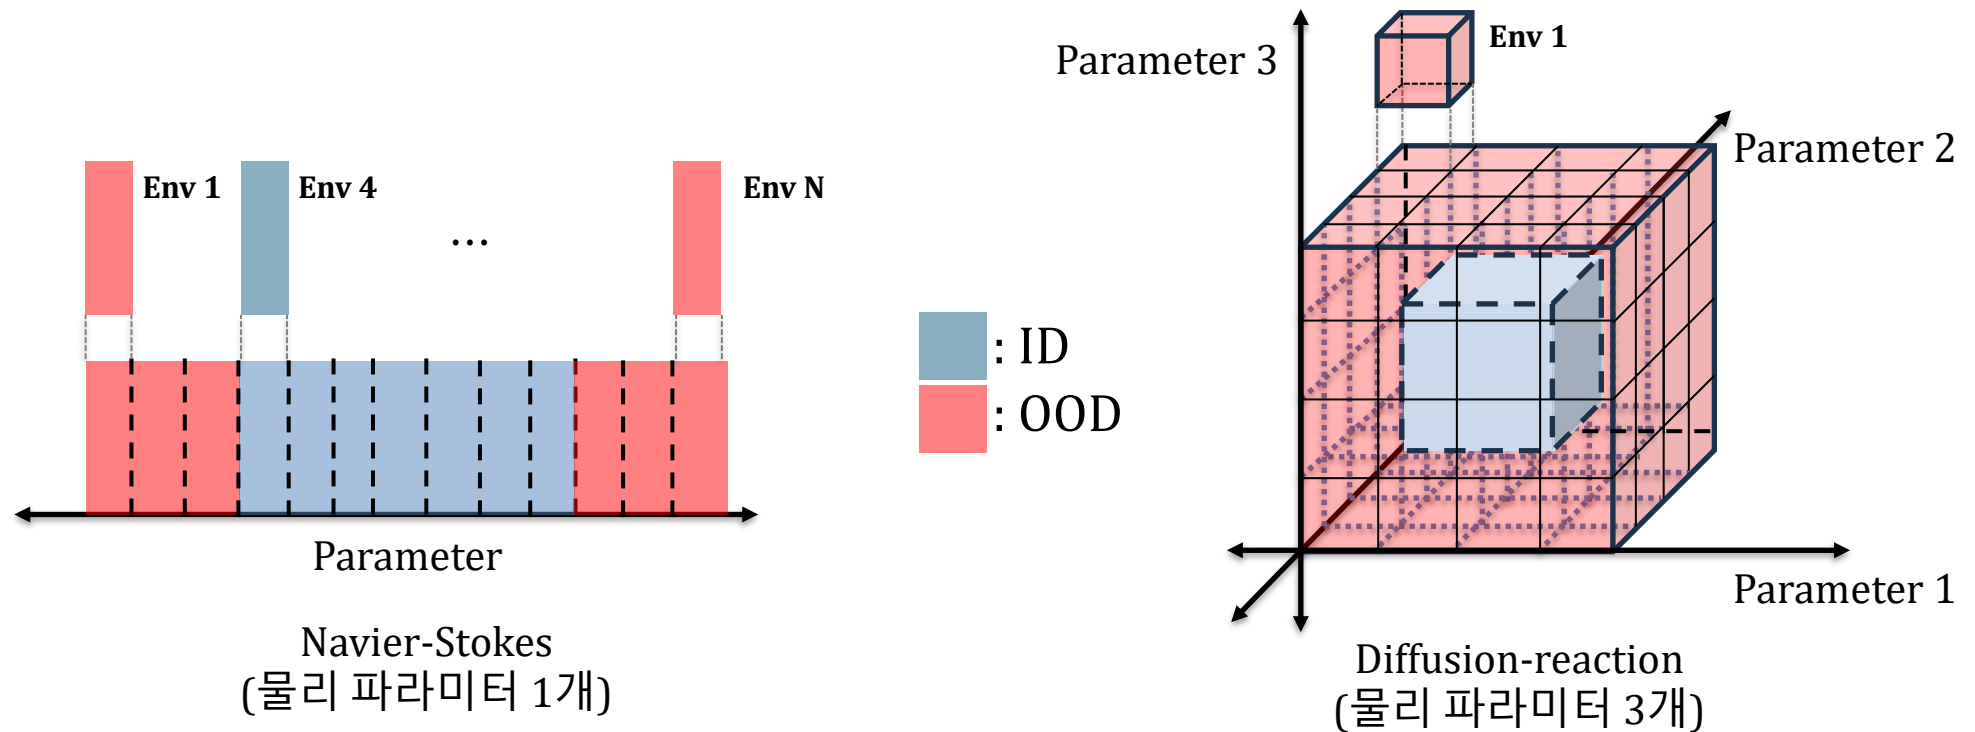 Env 1
Env 4
...
Env N
Parameter
Navier-Stokes
(물리 파라미터 1개)
: ID
: OOD
Parameter 3
Env 1
Parameter 2
Parameter 1
Diffusion-reaction
(물리 파라미터 3개)